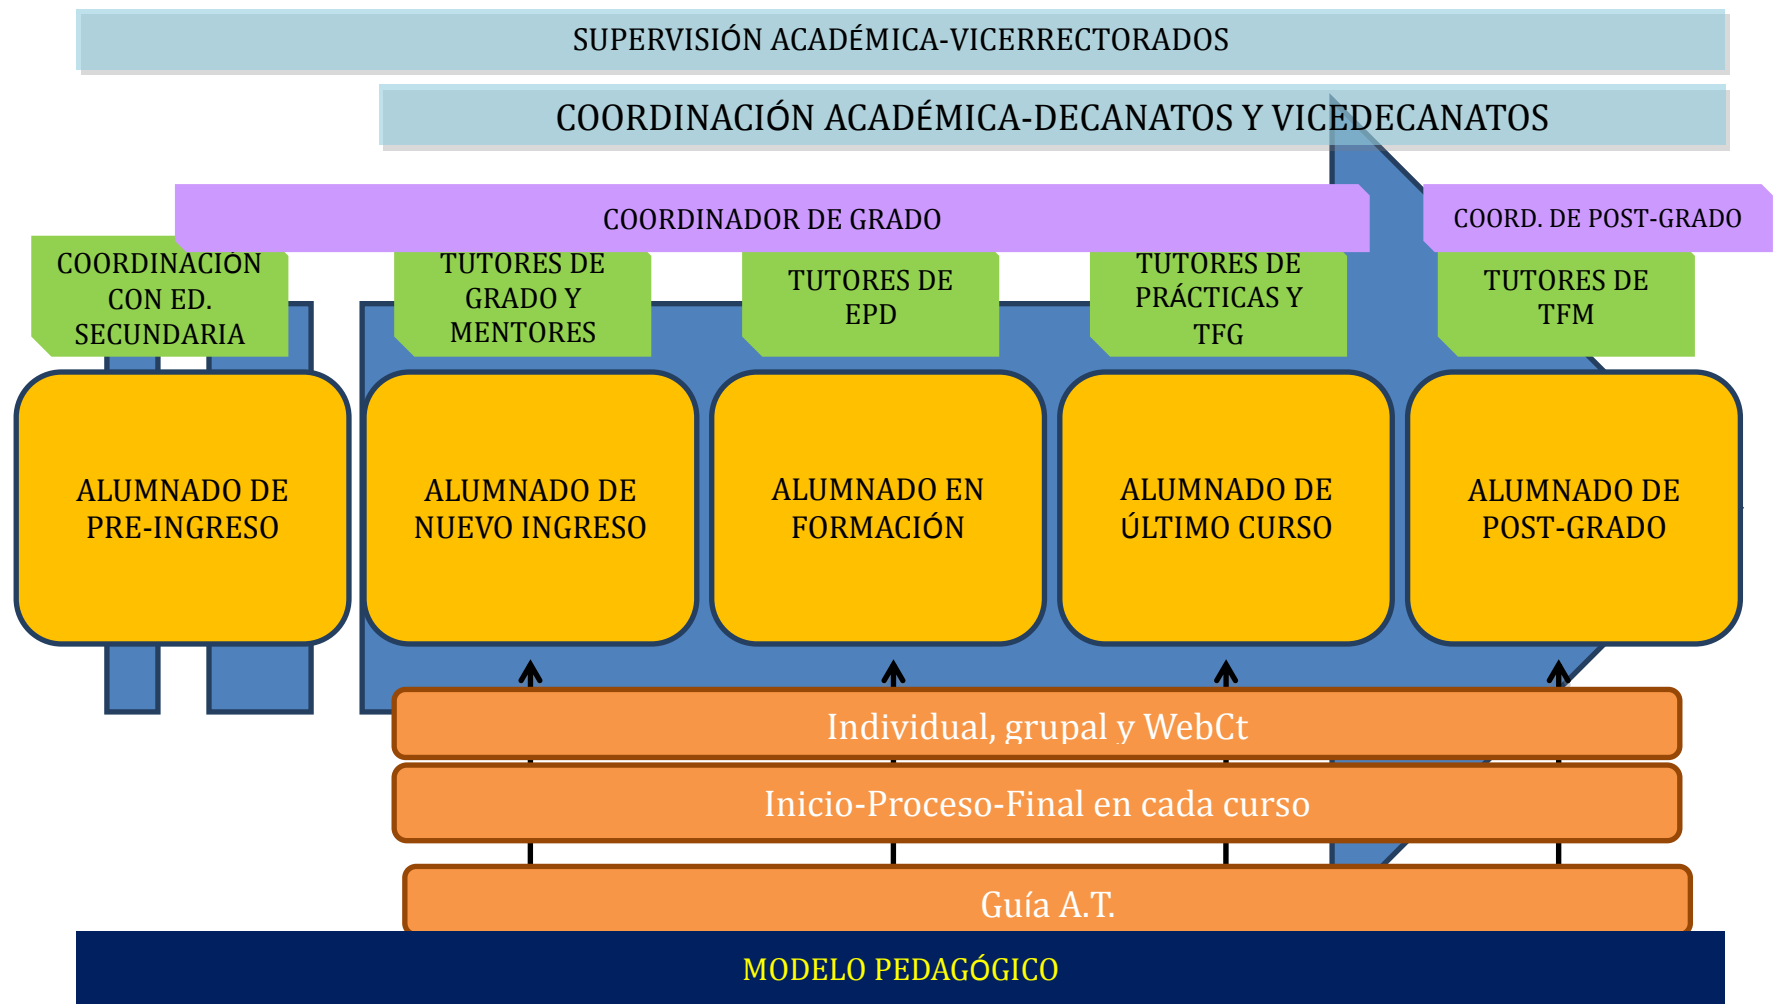 SUPERVISIÓN ACADÉMICA-VICERRECTORADOS
COORDINACIÓN ACADÉMICA-DECANATOS Y VICEDECANATOS
COORDINADOR DE GRADO
COORD. DE POST-GRADO
COORDINACIÓN
CON ED.
SECUNDARIA
TUTORES DE
GRADO Y
MENTORES
TUTORES DE
EPD
TUTORES DE
PRÁCTICAS Y
TFG
TUTORES DE
TFM
ALUMNADO DE
PRE-INGRESO
ALUMNADO DE
NUEVO INGRESO
ALUMNADO EN
FORMACIÓN
ALUMNADO DE
ÚLTIMO CURSO
ALUMNADO DE
POST-GRADO
Individual, grupal y WebCt
Inicio-Proceso-Final en cada curso
Guía A.T.
MODELO PEDAGÓGICO